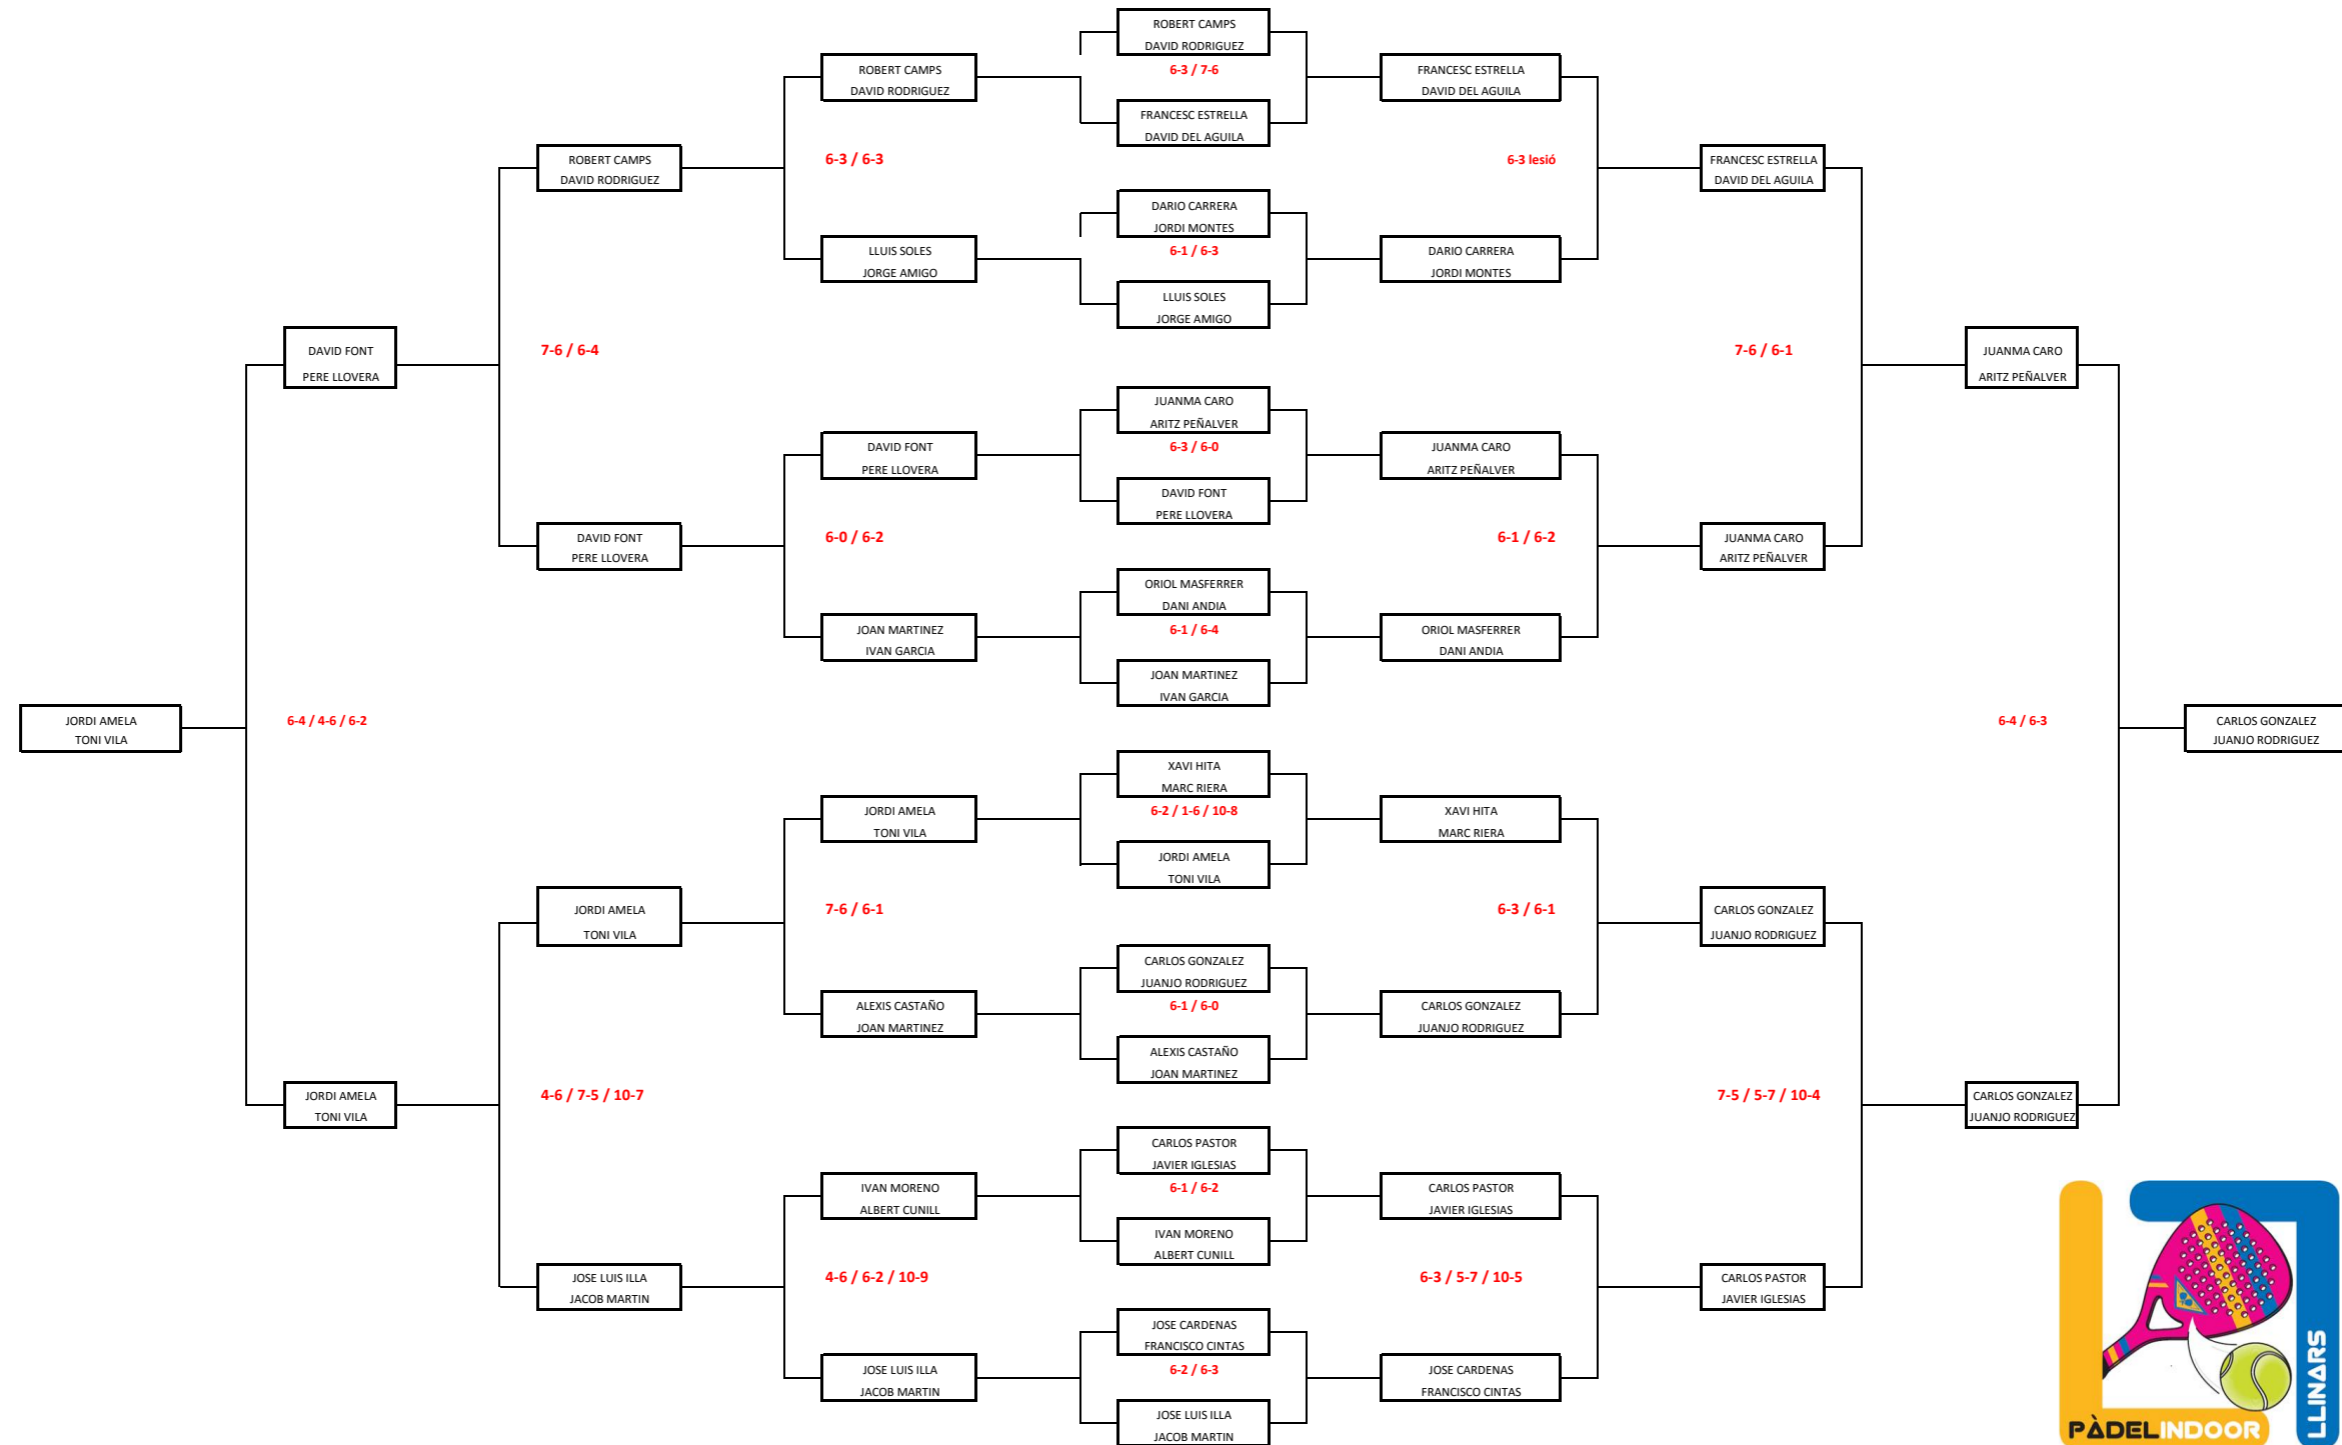 ROBERT CAMPS
DAVID RODRIGUEZ
6-3 / 7-6
FRANCESC ESTRELLA
DAVID DEL AGUILA
ROBERT CAMPS
DAVID RODRIGUEZ
FRANCESC ESTRELLA
DAVID DEL AGUILA
ROBERT CAMPS
DAVID RODRIGUEZ
6-3 / 6-3
6-3 lesió
FRANCESC ESTRELLA
DAVID DEL AGUILA
DARIO CARRERA
JORDI MONTES
6-1 / 6-3
LLUIS SOLES
JORGE AMIGO
LLUIS SOLES
JORGE AMIGO
DARIO CARRERA
JORDI MONTES
DAVID FONT
PERE LLOVERA
7-6 / 6-4
7-6 / 6-1
JUANMA CARO
ARITZ PEÑALVER
JUANMA CARO
ARITZ PEÑALVER
6-3 / 6-0
DAVID FONT
PERE LLOVERA
DAVID FONT
PERE LLOVERA
JUANMA CARO
ARITZ PEÑALVER
DAVID FONT
PERE LLOVERA
6-0 / 6-2
6-1 / 6-2
JUANMA CARO
ARITZ PEÑALVER
ORIOL MASFERRER
DANI ANDIA
6-1 / 6-4
JOAN MARTINEZ
IVAN GARCIA
JOAN MARTINEZ
IVAN GARCIA
ORIOL MASFERRER
DANI ANDIA
JORDI AMELA
TONI VILA
6-4 / 4-6 / 6-2
6-4 / 6-3
CARLOS GONZALEZ
JUANJO RODRIGUEZ
XAVI HITA
MARC RIERA
6-2 / 1-6 / 10-8
JORDI AMELA
TONI VILA
JORDI AMELA
TONI VILA
XAVI HITA
MARC RIERA
JORDI AMELA
TONI VILA
7-6 / 6-1
6-3 / 6-1
CARLOS GONZALEZ
JUANJO RODRIGUEZ
CARLOS GONZALEZ
JUANJO RODRIGUEZ
6-1 / 6-0
ALEXIS CASTAÑO
JOAN MARTINEZ
ALEXIS CASTAÑO
JOAN MARTINEZ
CARLOS GONZALEZ
JUANJO RODRIGUEZ
JORDI AMELA
TONI VILA
4-6 / 7-5 / 10-7
7-5 / 5-7 / 10-4
CARLOS GONZALEZ
JUANJO RODRIGUEZ
CARLOS PASTOR
JAVIER IGLESIAS
6-1 / 6-2
IVAN MORENO
ALBERT CUNILL
IVAN MORENO
ALBERT CUNILL
CARLOS PASTOR
JAVIER IGLESIAS
JOSE LUIS ILLA
JACOB MARTIN
4-6 / 6-2 / 10-9
6-3 / 5-7 / 10-5
CARLOS PASTOR
JAVIER IGLESIAS
JOSE CARDENAS
FRANCISCO CINTAS
6-2 / 6-3
JOSE LUIS ILLA
JACOB MARTIN
JOSE LUIS ILLA
JACOB MARTIN
JOSE CARDENAS
FRANCISCO CINTAS
PÀDELINDOOR
LLINARS